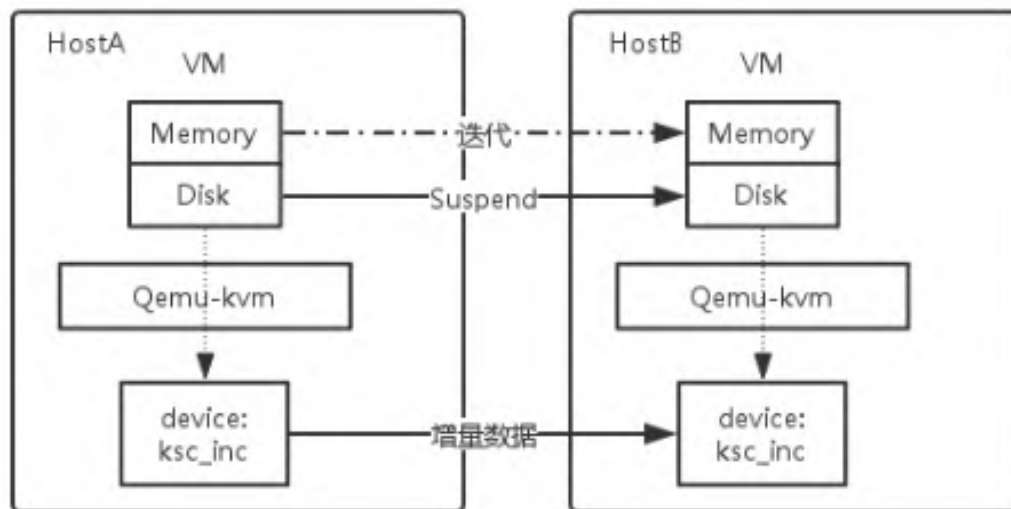 HostA
VM
Memory
Disk
Qemu-kvm
device:
ksc_inc
迭代
Suspend
增量数据
HostB
VM
Memory
Disk
Qemu-kvm
device:
ksc_inc